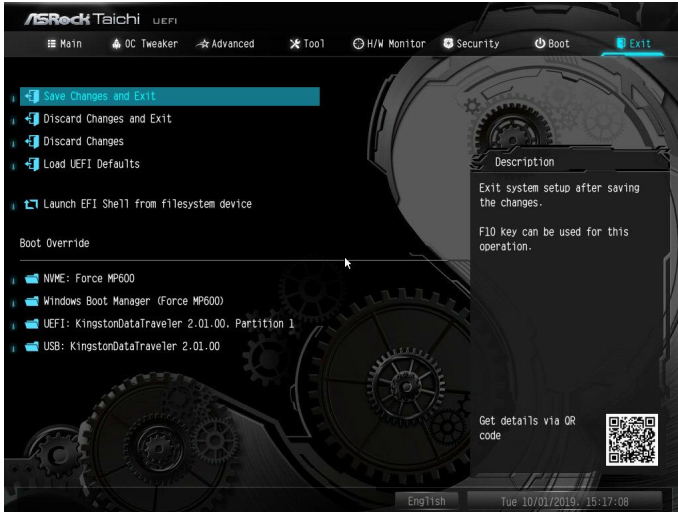 ASRock Taichi UEFI
Main OC Tweaker Advanced Tool H/W Monitor Security Boot Exit
Save Changes and Exit
Discard Changes and Exit
Discard Changes
Load UEFI Defaults
Launch EFI Shell from filesystem device
Boot Override
NVME: Force MP600
Windows Boot Manager (Force MP600)
UEFI: KingstonDataTraveler 2.01.00, Partition 1
USB: KingstonDataTraveler 2.01.00
Description
Exit system setup after saving
the changes.
F10 key can be used for this
operation.
Get details via QR
code
English Tue 10/01/2019. 15:17:08